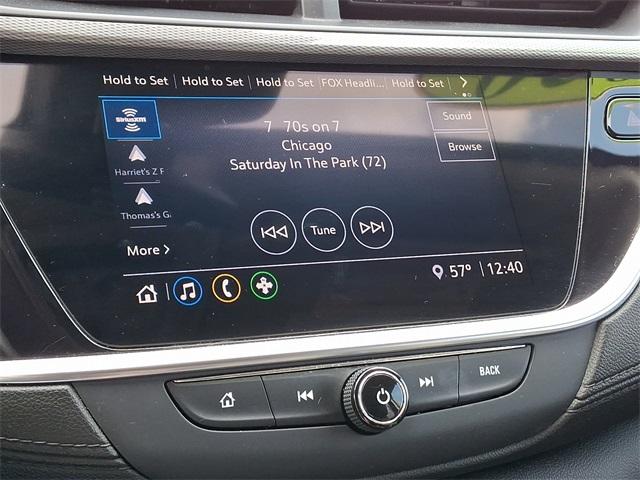 Hold to Set Hold to Set Hold to Set FOX Headli... Hold to Set >
SiriusXM
7 70s on 7
Sound
Chicago
Browse
Saturday In The Park (72)
Harriet's Z F
Thomas's G
Tune
More >
57° 12:40
BACK